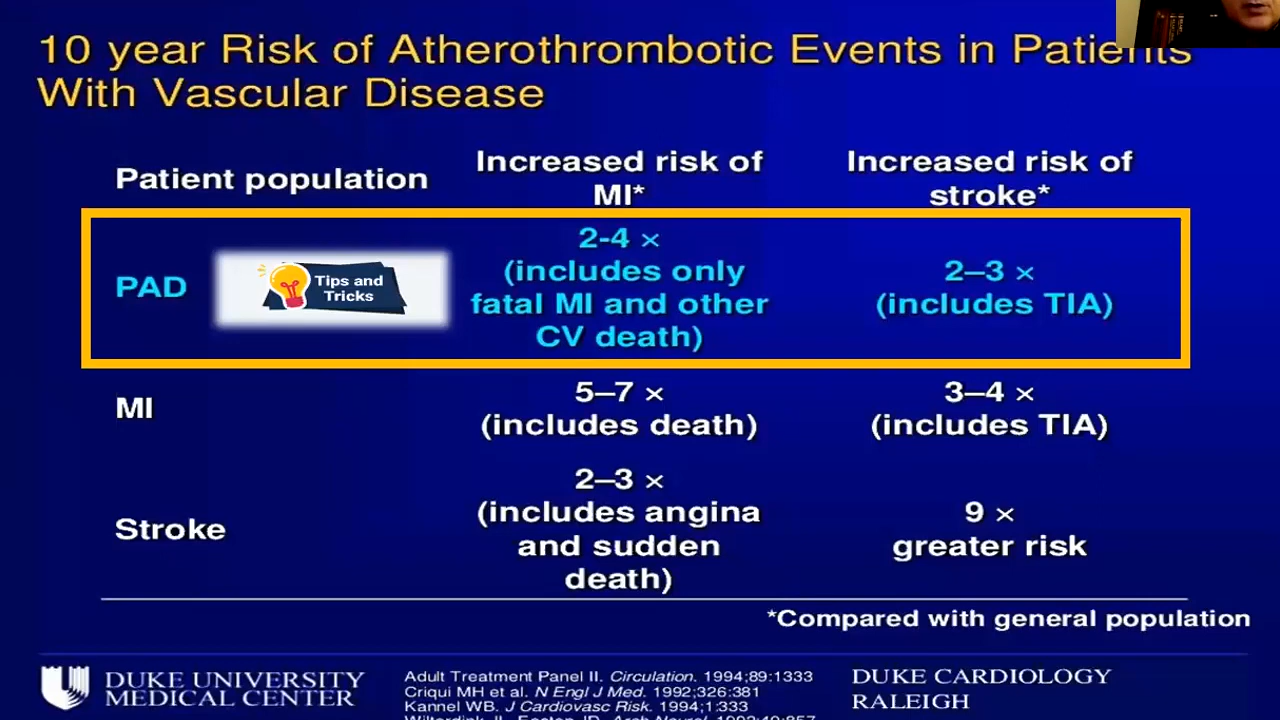 10 year Risk of Atherothrombotic Events in Patients
With Vascular Disease
Patient population
Increased risk of
MI*
Increased risk of
stroke*
PAD
Tips and
Tricks
2-4 ×
(includes only
fatal MI and other
CV death)
2–3 ×
(includes TIA)
MI
5–7 ×
(includes death)
3–4 ×
(includes TIA)
Stroke
2–3 ×
(includes angina
and sudden
death)
9 ×
greater risk
*Compared with general population
DUKE UNIVERSITY
MEDICAL CENTER
Adult Treatment Panel II. Circulation. 1994;89:1333
Criqui MH et al. N Engl J Med. 1992;326:381
Kannel WB. J Cardiovasc Risk. 1994;1:333
DUKE CARDIOLOGY
RALEIGH